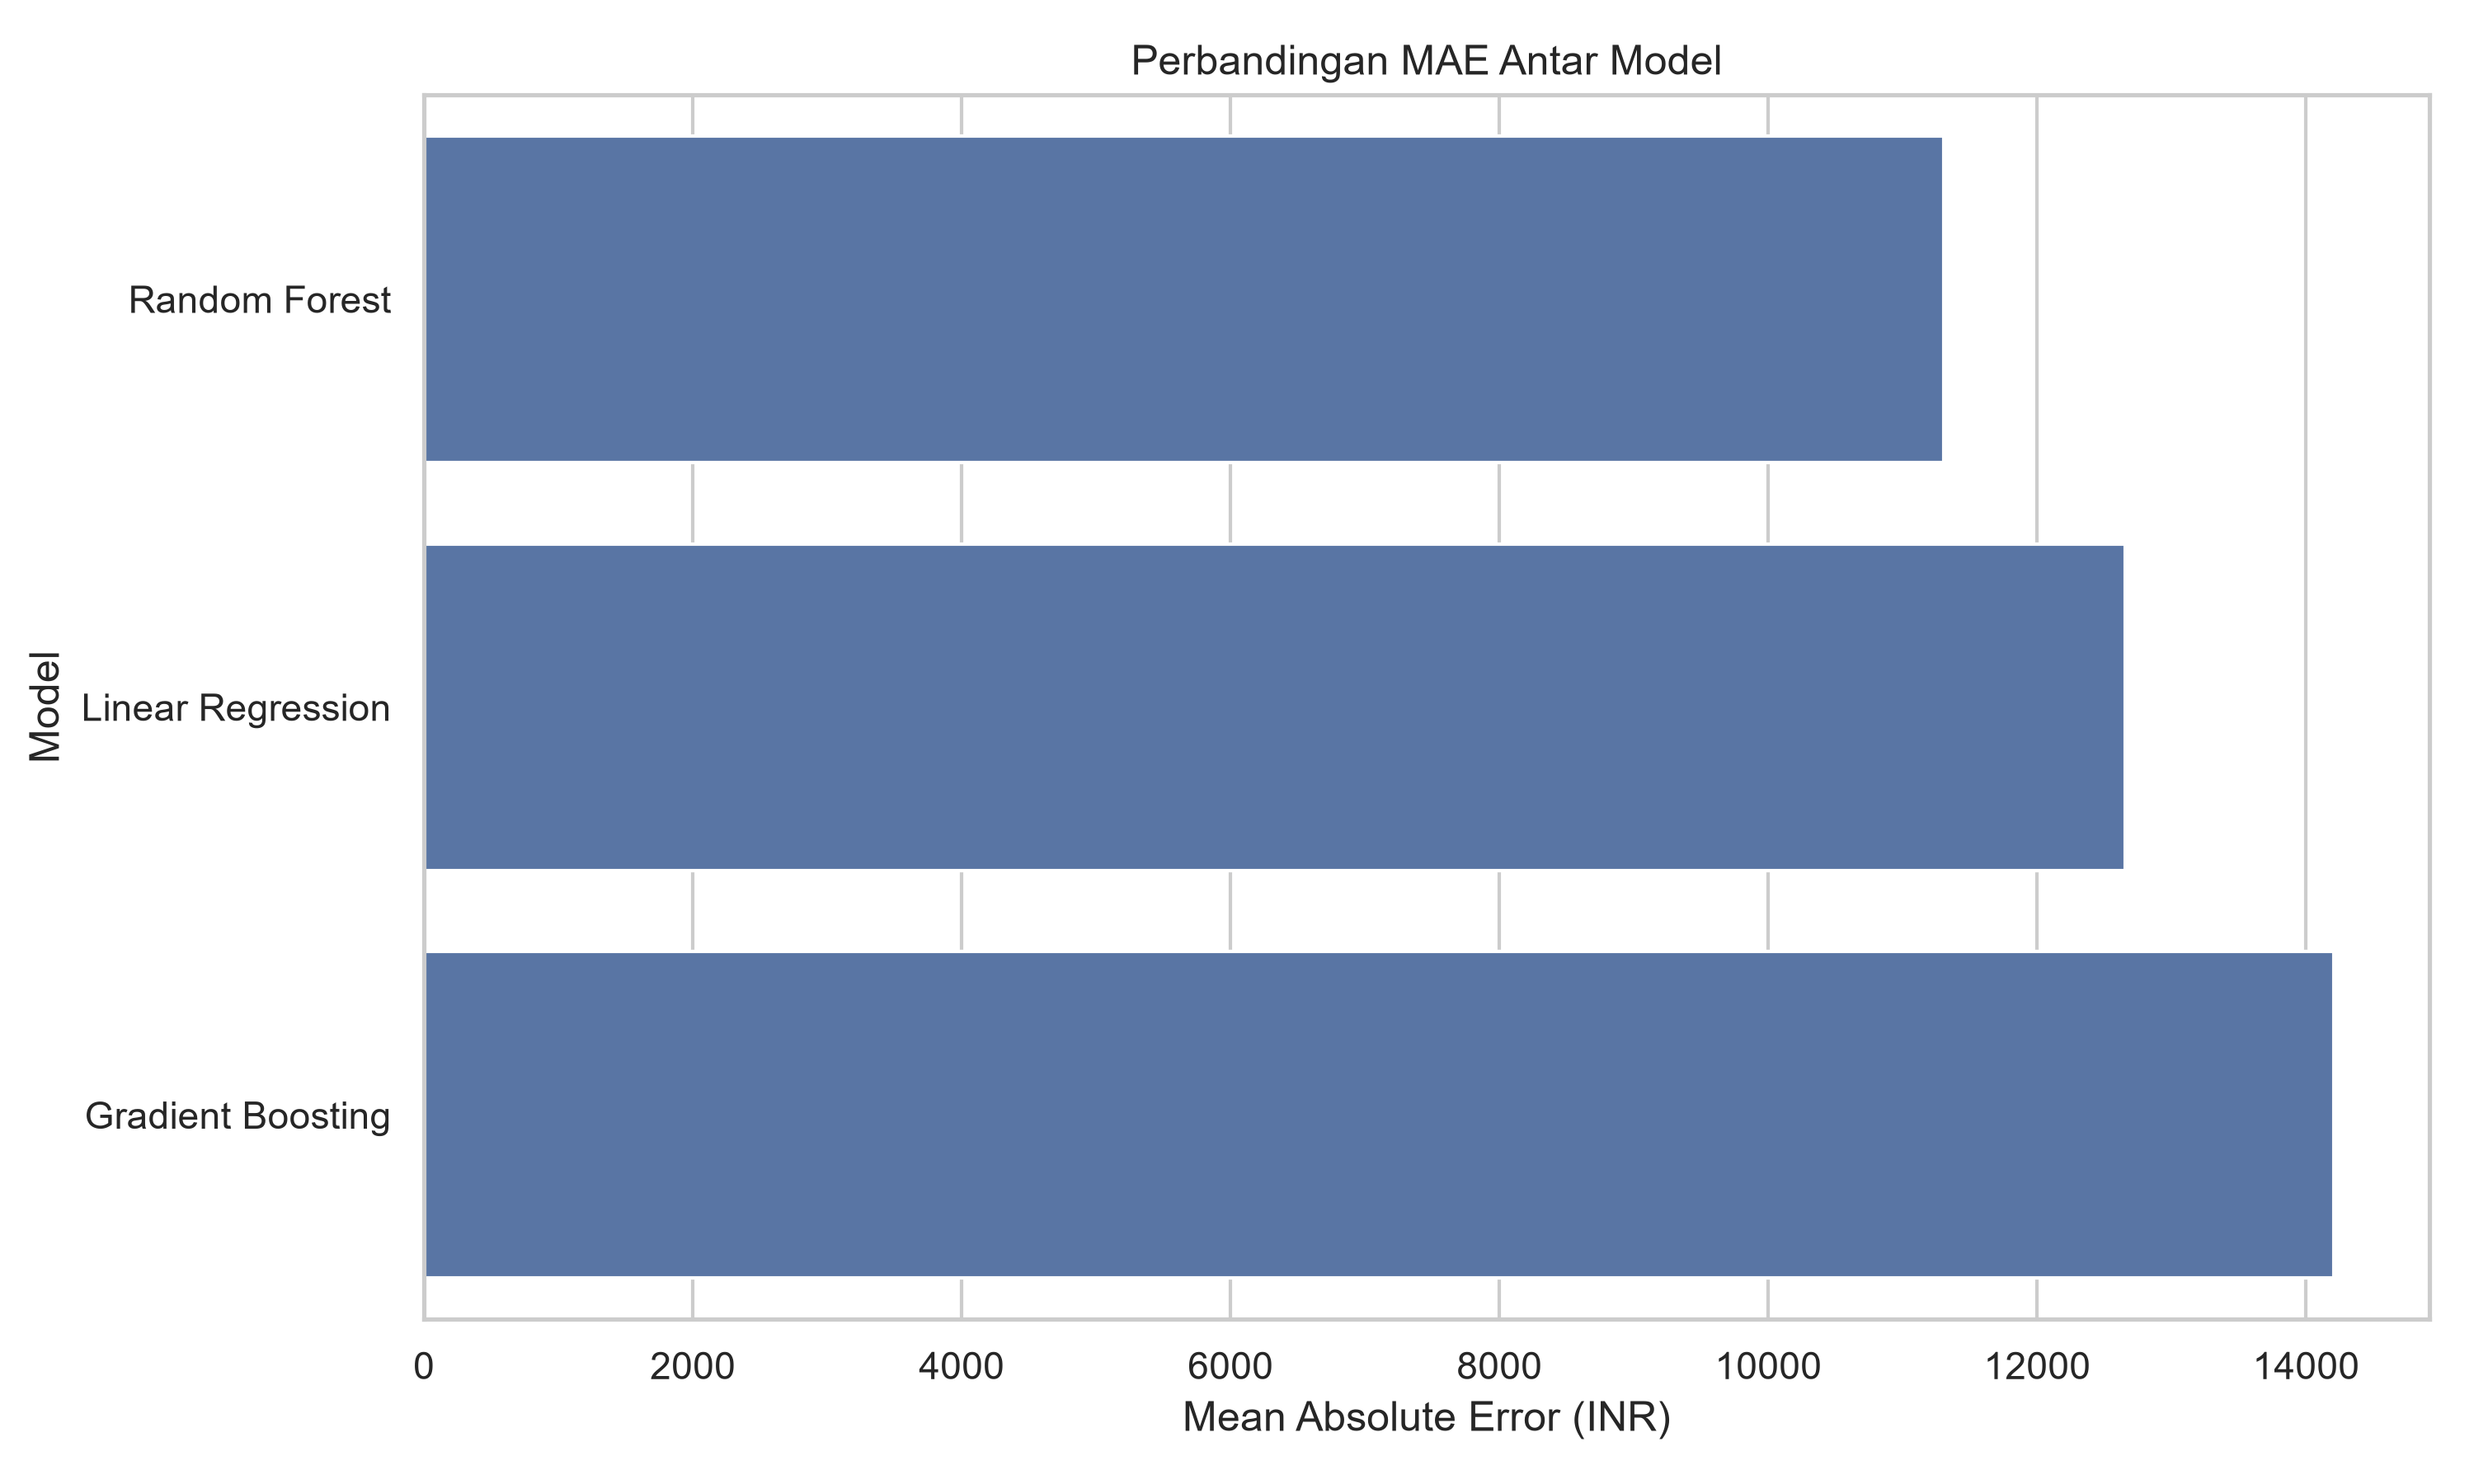 Perbandingan MAE Antar Model
Model
Random Forest
Linear Regression
Gradient Boosting
0 2000 4000 6000 8000 10000 12000 14000
Mean Absolute Error (INR)